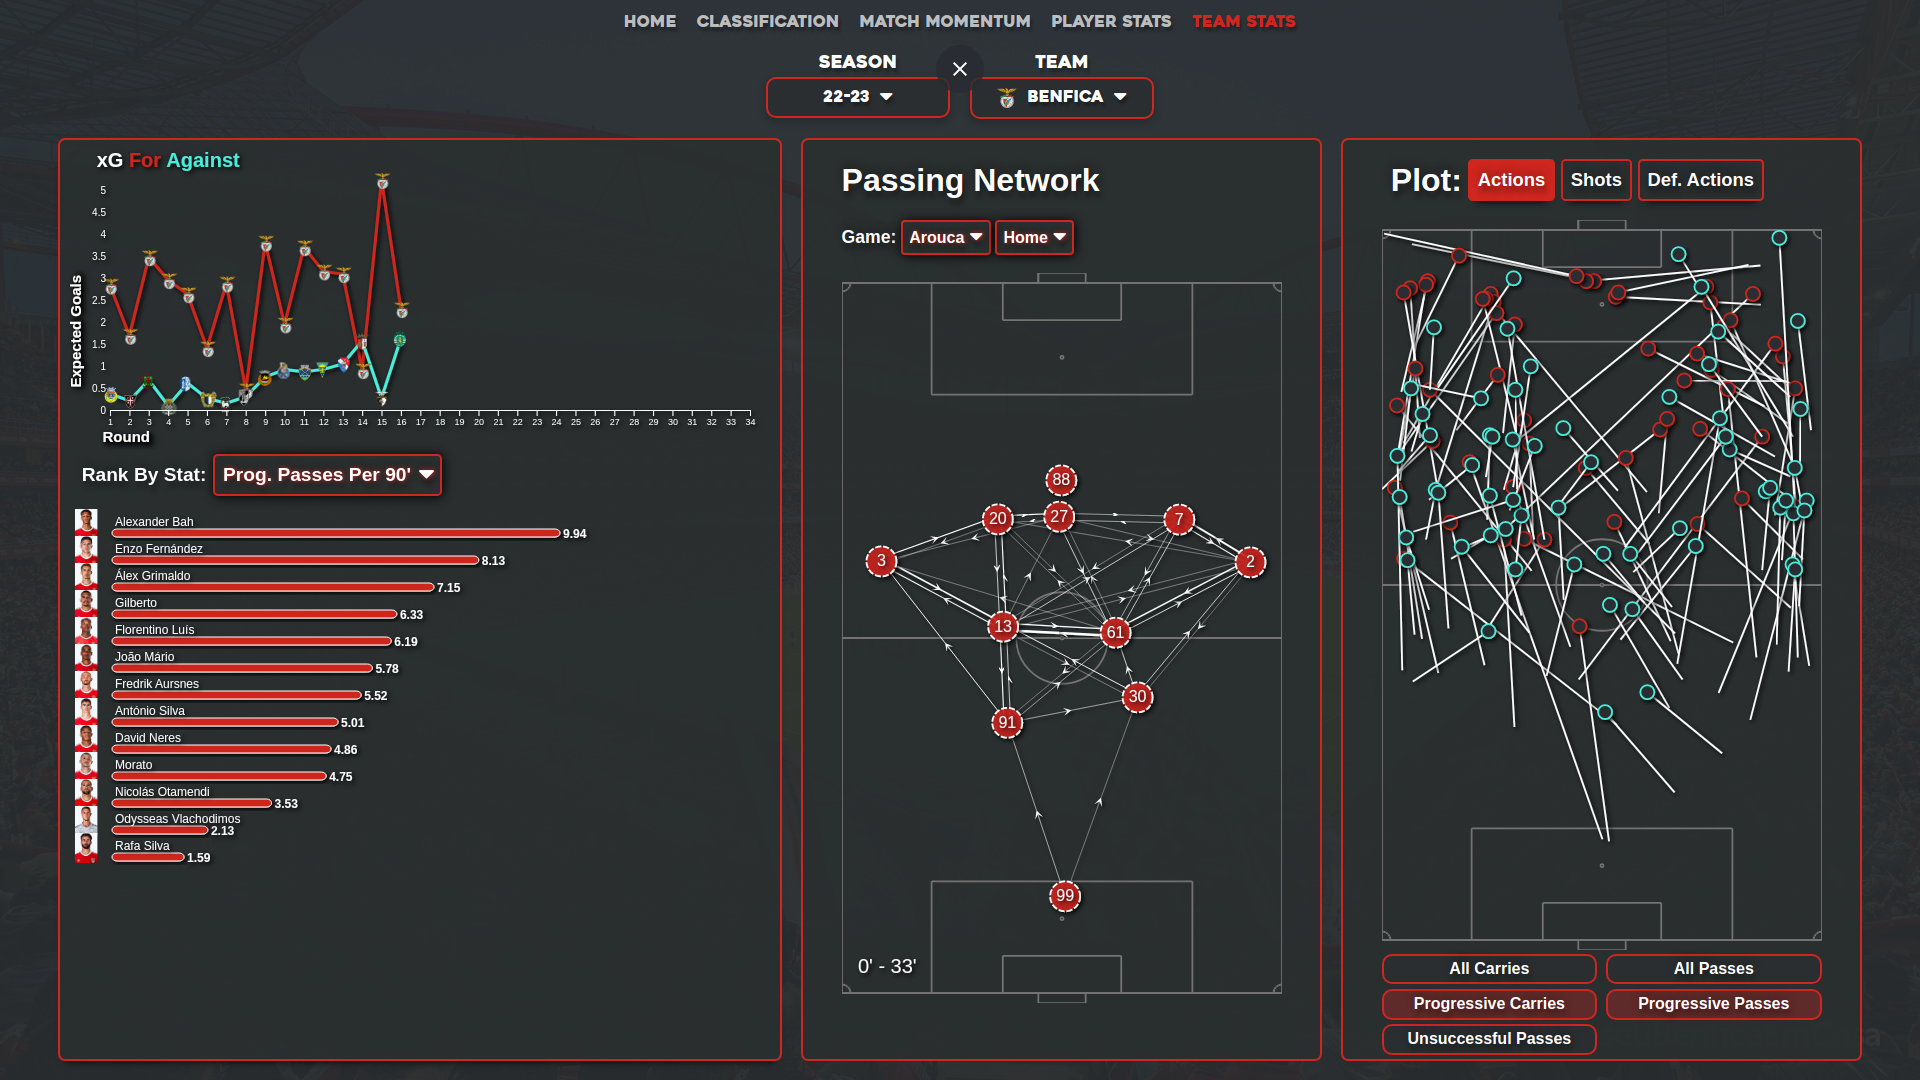 HOME CLASSIFICATION MATCH MOMENTUM PLAYER STATS TEAM STATS
SEASON TEAM
22-23 BENFICA
xG For Against
5
4.5
4
3.5
3
2.5
2
1.5
1
0.5
0
Expected Goals
1 2 3 4 5 6 7 8 9 10 11 12 13 14 15 16 17 18 19 20 21 22 23 24 25 26 27 28 29 30 31 32 33 34
Round
Rank By Stat: Prog. Passes Per 90'
Alexander Bah
9.94
Enzo Fernández
8.13
Álex Grimaldo
7.15
Gilberto
6.33
Florentino Luís
6.19
João Mário
5.78
Fredrik Aursnes
5.52
António Silva
5.01
David Neres
4.86
Morato
4.75
Nicolás Otamendi
3.53
Odysseas Vlachodimos
2.13
Rafa Silva
1.59
Passing Network
Game: Arouca Home
88
20 27 7
3 2
13 61
30
91
99
0' - 33'
Plot: Actions Shots Def. Actions
All Carries All Passes
Progressive Carries Progressive Passes
Unsuccessful Passes